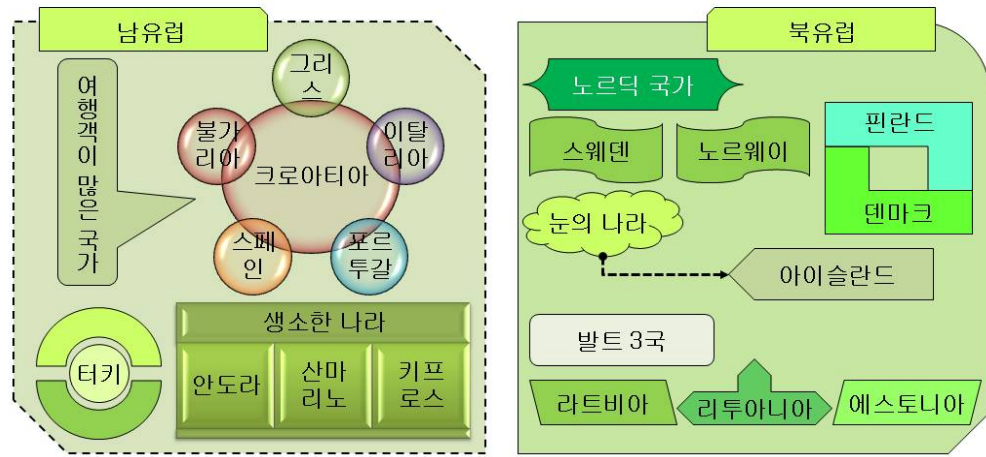 남유럽
여행객이 많은 국가
그리
스
불가
리아
이탈
리아
크로아티아
스페
인
포르
투갈
터키
생소한 나라
안도라
산마
리노
키프
로스
북유럽
노르딕 국가
스웨덴
노르웨이
핀란드
덴마크
눈의 나라
아이슬란드
발트 3국
라트비아
리투아니아
에스토니아